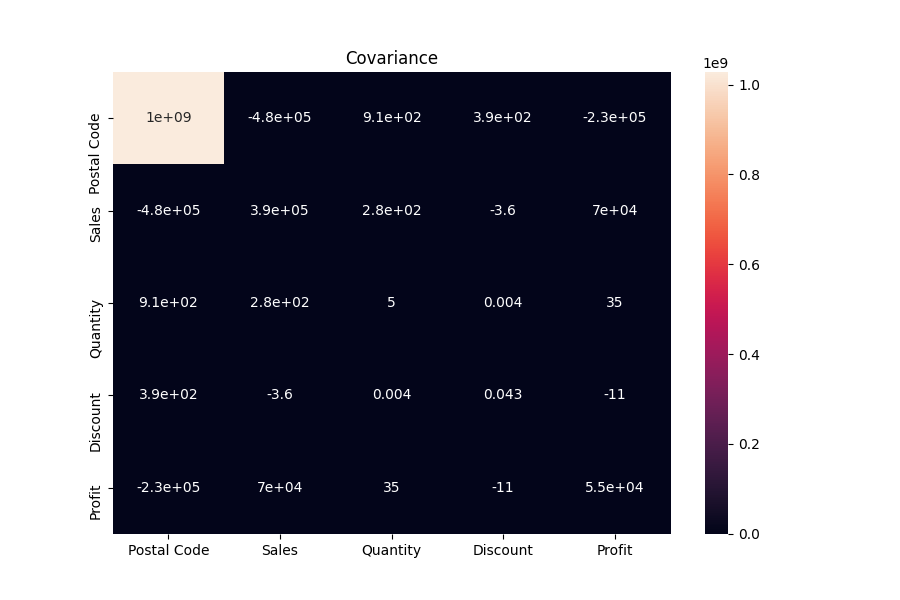 Covariance
1e9
Postal Code 1e+09 -4.8e+05 9.1e+02 3.9e+02 -2.3e+05
Sales -4.8e+05 3.9e+05 2.8e+02 -3.6 7e+04
Quantity 9.1e+02 2.8e+02 5 0.004 35
Discount 3.9e+02 -3.6 0.004 0.043 -11
Profit -2.3e+05 7e+04 35 -11 5.5e+04
Postal Code Sales Quantity Discount Profit
1.0
0.8
0.6
0.4
0.2
0.0